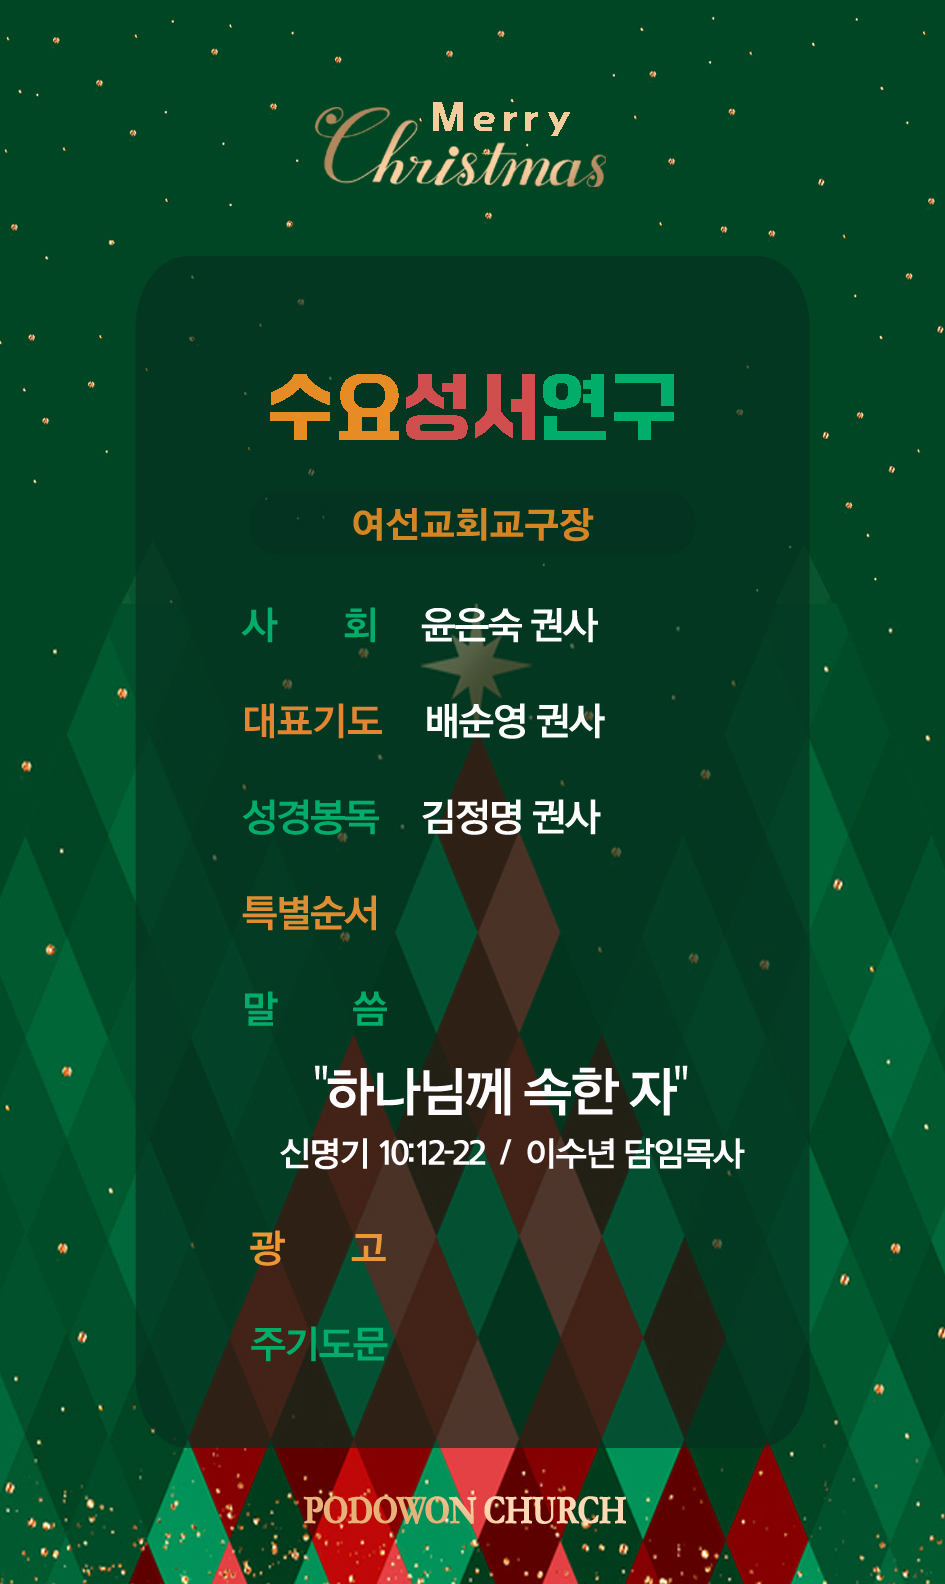 Merry
Christmas
수요성서연구
여선교회교구장
사 회 윤은숙 권사
대표기도 배순영 권사
성경봉독 김정명 권사
특별순서
말 씀
"하나님께 속한 자"
신명기 10:12-22 / 이수년 담임목사
광 고
주기도문
PODOWON CHURCH